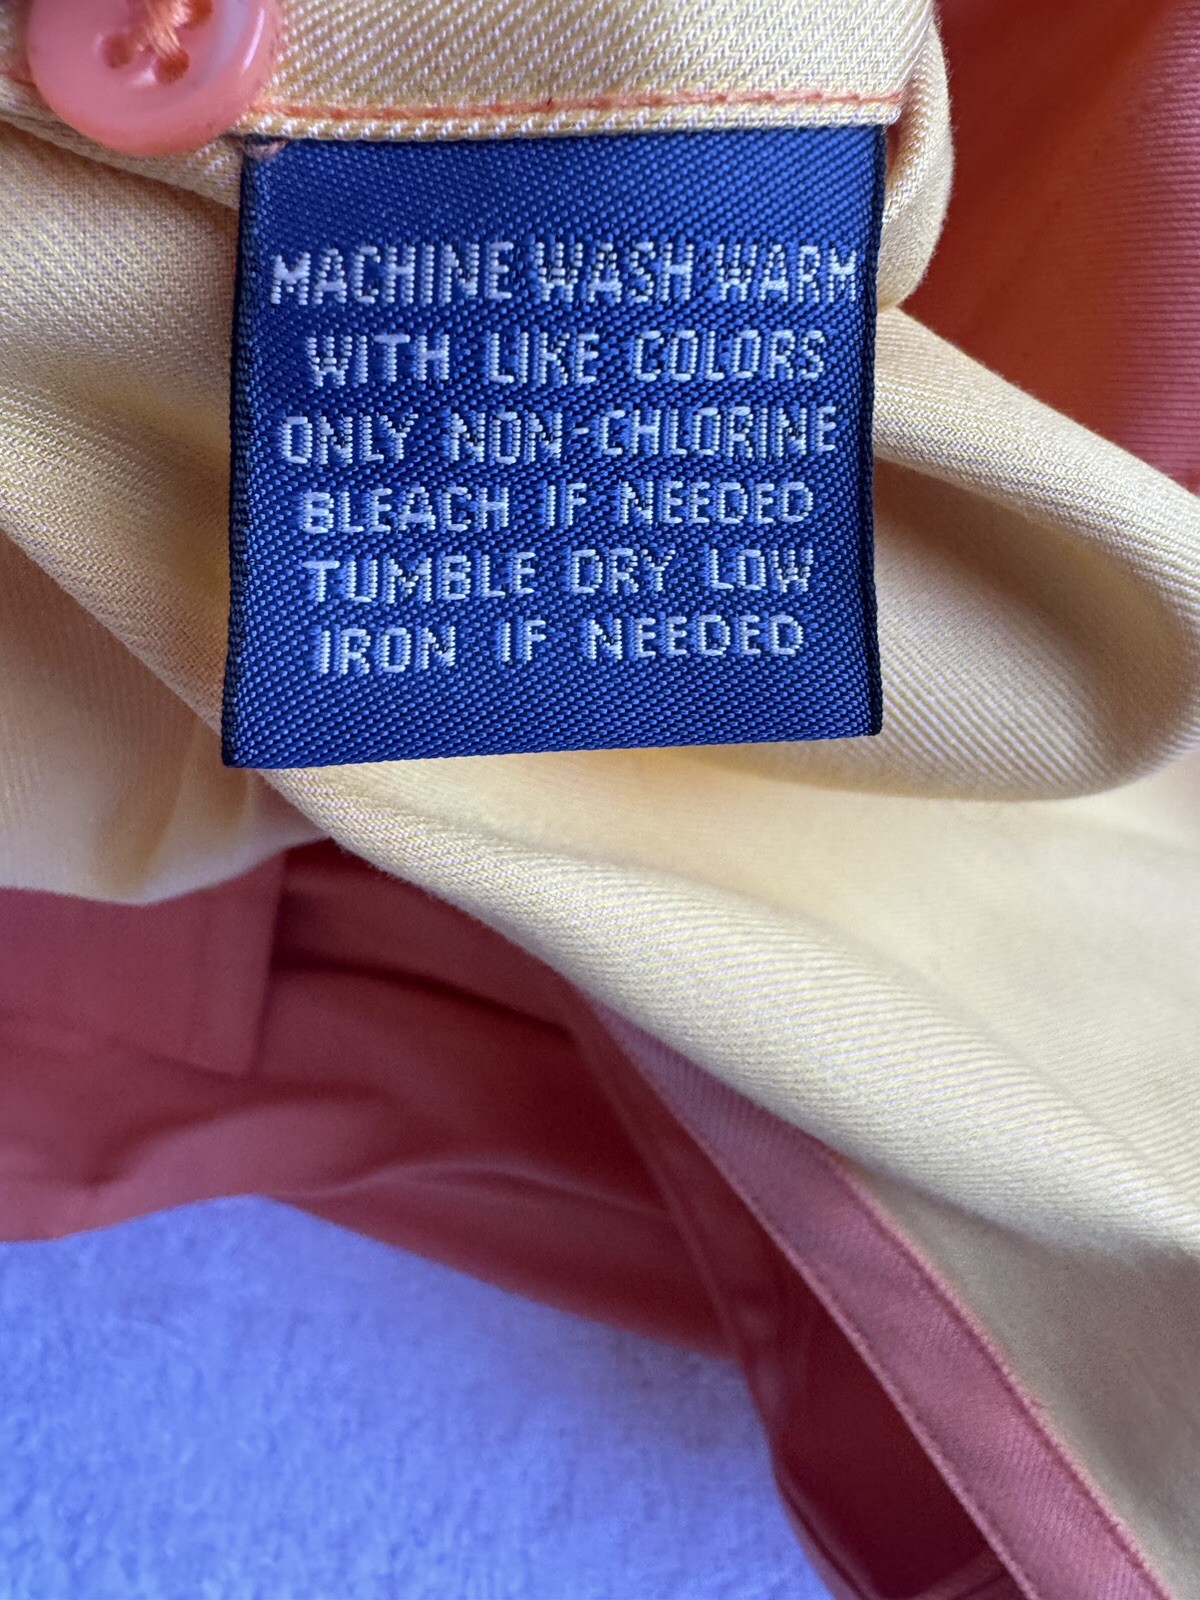 MACHINE WASH WARM
WITH LIKE COLORS
ONLY NON CHLORINE
BLEACH IF NEEDED
TUMBLE DRY LOW
IRON IF NEEDED